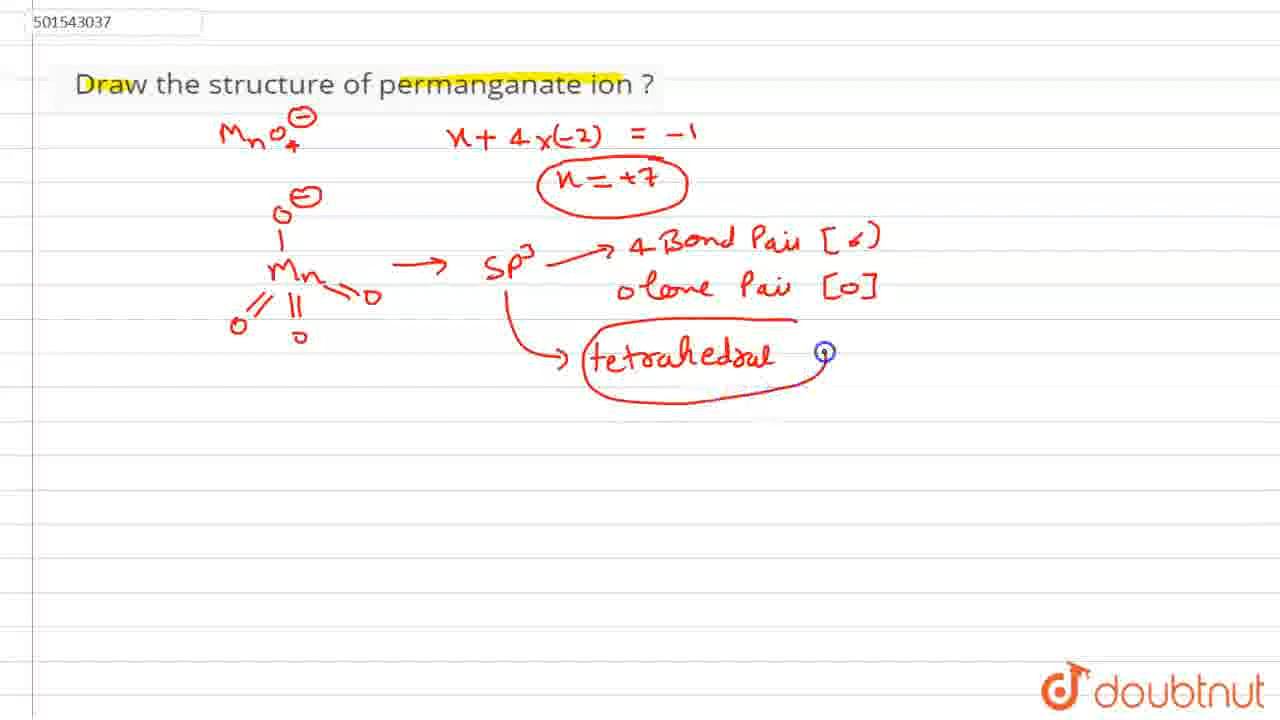 501543037
Draw the structure of permanganate ion ?
MnO4⊖
x + 4 x (-2) = -1
x = +7
O⊖
Mn → SP³ → 4 Bond Pair [6)
O O O
0 lone Pair [0]
tetrahedral
doubtnut